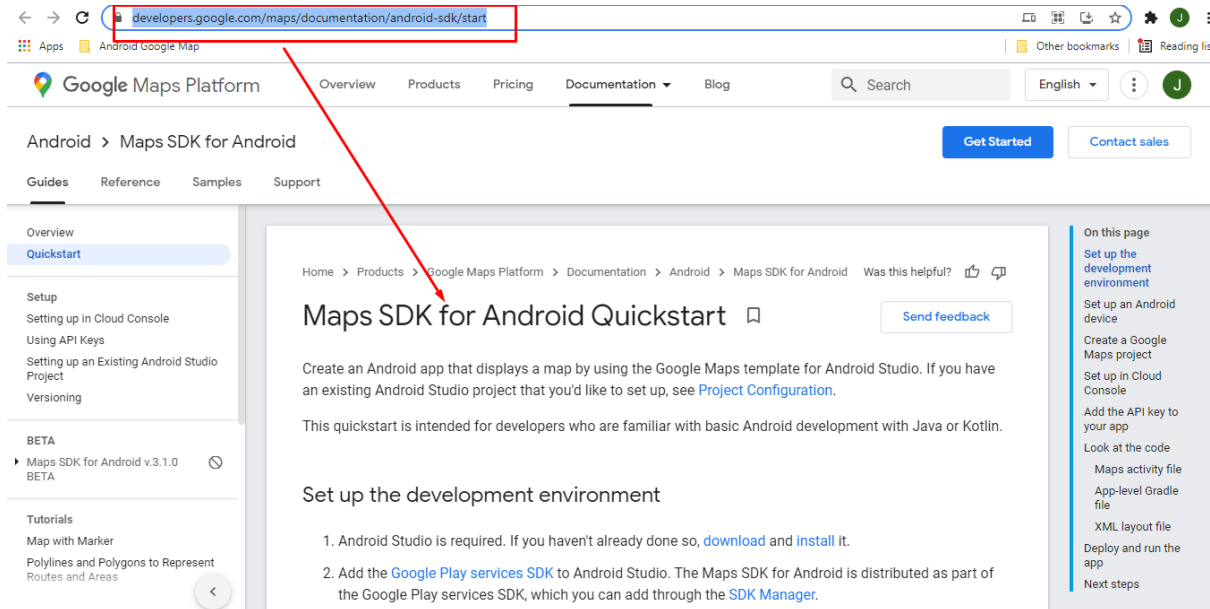 developers.google.com/maps/documentation/android-sdk/start
J
Apps
Android Google Map
Other bookmarks
Reading lis
Google Maps Platform
Overview
Products
Pricing
Documentation
Blog
Search
English
J
Android > Maps SDK for Android
Get Started
Contact sales
Guides
Reference
Samples
Support
Overview
Quickstart
Setup
Setting up in Cloud Console
Using API Keys
Setting up an Existing Android Studio
Project
Versioning
BETA
Maps SDK for Android v.3.1.0
BETA
Tutorials
Map with Marker
Polylines and Polygons to Represent
Routes and Areas
Home > Products > Google Maps Platform > Documentation > Android > Maps SDK for Android
Was this helpful?
Maps SDK for Android Quickstart
Send feedback
Create an Android app that displays a map by using the Google Maps template for Android Studio. If you have
an existing Android Studio project that you'd like to set up, see Project Configuration.
This quickstart is intended for developers who are familiar with basic Android development with Java or Kotlin.
Set up the development environment
1. Android Studio is required. If you haven't already done so, download and install it.
2. Add the Google Play services SDK to Android Studio. The Maps SDK for Android is distributed as part of
the Google Play services SDK, which you can add through the SDK Manager.
On this page
Set up the
development
environment
Set up an Android
device
Create a Google
Maps project
Set up in Cloud
Console
Add the API key to
your app
Look at the code
Maps activity file
App-level Gradle
file
XML layout file
Deploy and run the
app
Next steps